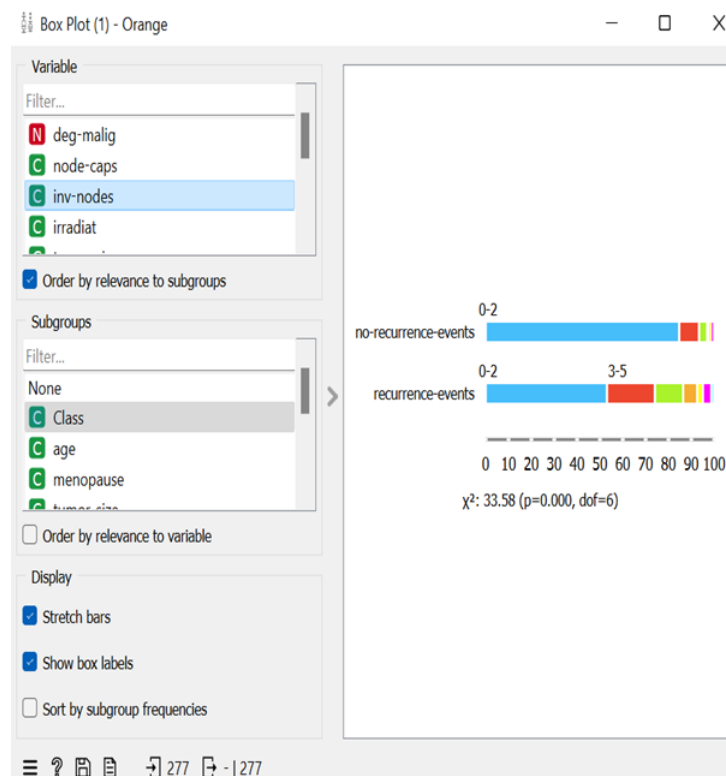 Box Plot (1) - Orange
Variable
Filter...
N deg-malig
C node-caps
C inv-nodes
C irradiat
Order by relevance to subgroups
Subgroups
Filter...
None
C Class
C age
C menopause
Order by relevance to variable
Display
Stretch bars
Show box labels
Sort by subgroup frequencies
? 277 - | 277
0-2
no-recurrence-events
0-2 3-5
recurrence-events
0 10 20 30 40 50 60 70 80 90 100
χ²: 33.58 (p=0.000, dof=6)